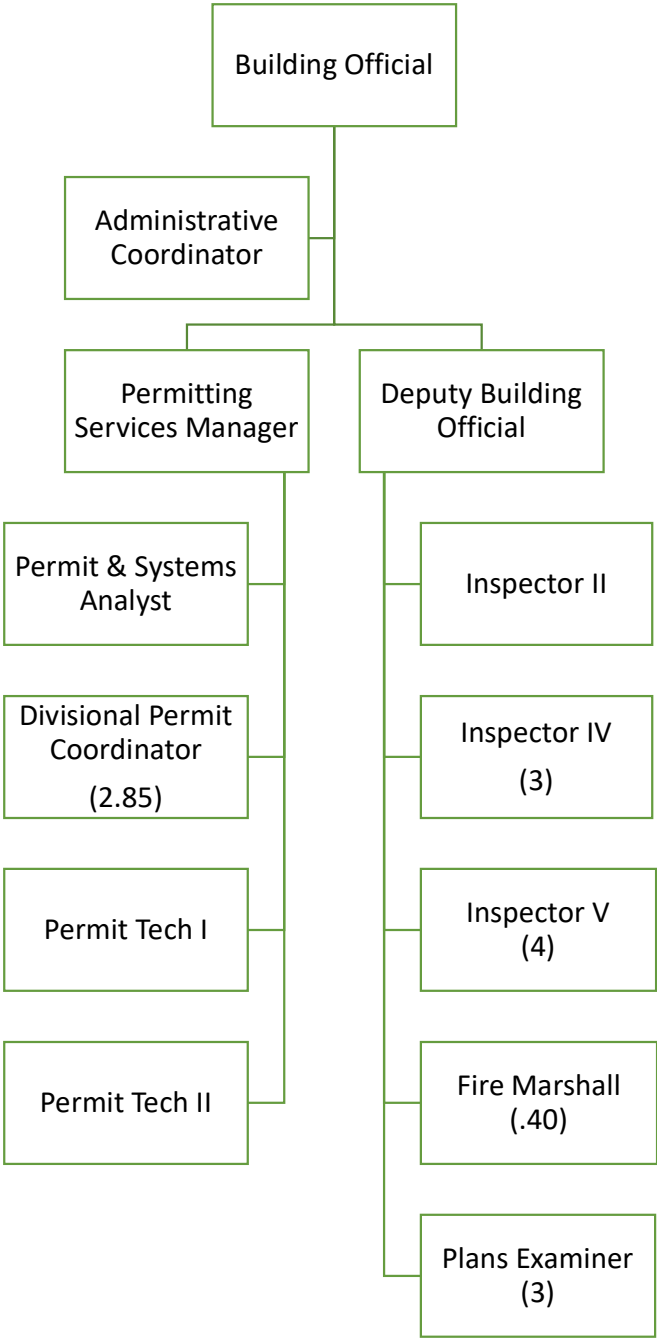 Building Official
Administrative
Coordinator
Permitting
Services Manager
Deputy Building
Official
Permit & Systems
Analyst
Divisional Permit
Coordinator
(2.85)
Permit Tech I
Permit Tech II
Inspector II
Inspector IV
(3)
Inspector V
(4)
Fire Marshall
(.40)
Plans Examiner
(3)